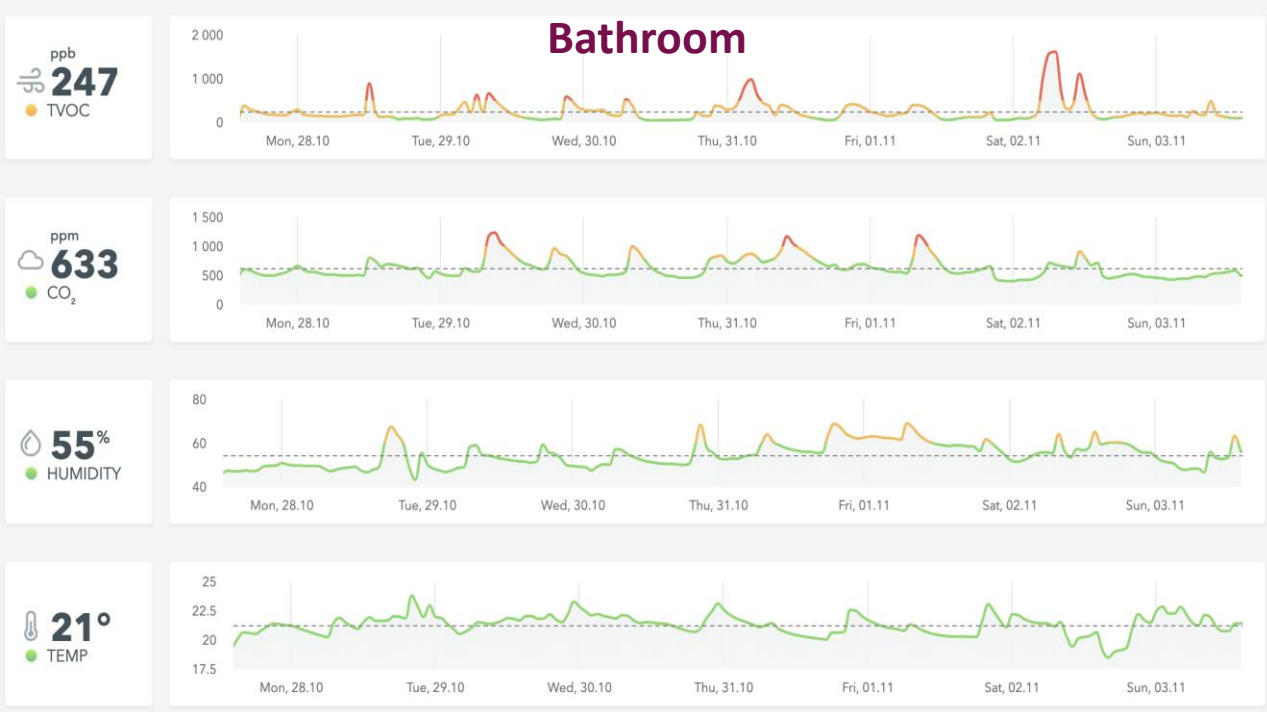 Bathroom
ppb
247
TVOC
2 000
1 000
0
Mon, 28.10 Tue, 29.10 Wed, 30.10 Thu, 31.10 Fri, 01.11 Sat, 02.11 Sun, 03.11
ppm
633
CO₂
1 500
1 000
500
0
Mon, 28.10 Tue, 29.10 Wed, 30.10 Thu, 31.10 Fri, 01.11 Sat, 02.11 Sun, 03.11
55%
HUMIDITY
80
60
40
Mon, 28.10 Tue, 29.10 Wed, 30.10 Thu, 31.10 Fri, 01.11 Sat, 02.11 Sun, 03.11
21°
TEMP
25
22.5
20
17.5
Mon, 28.10 Tue, 29.10 Wed, 30.10 Thu, 31.10 Fri, 01.11 Sat, 02.11 Sun, 03.11